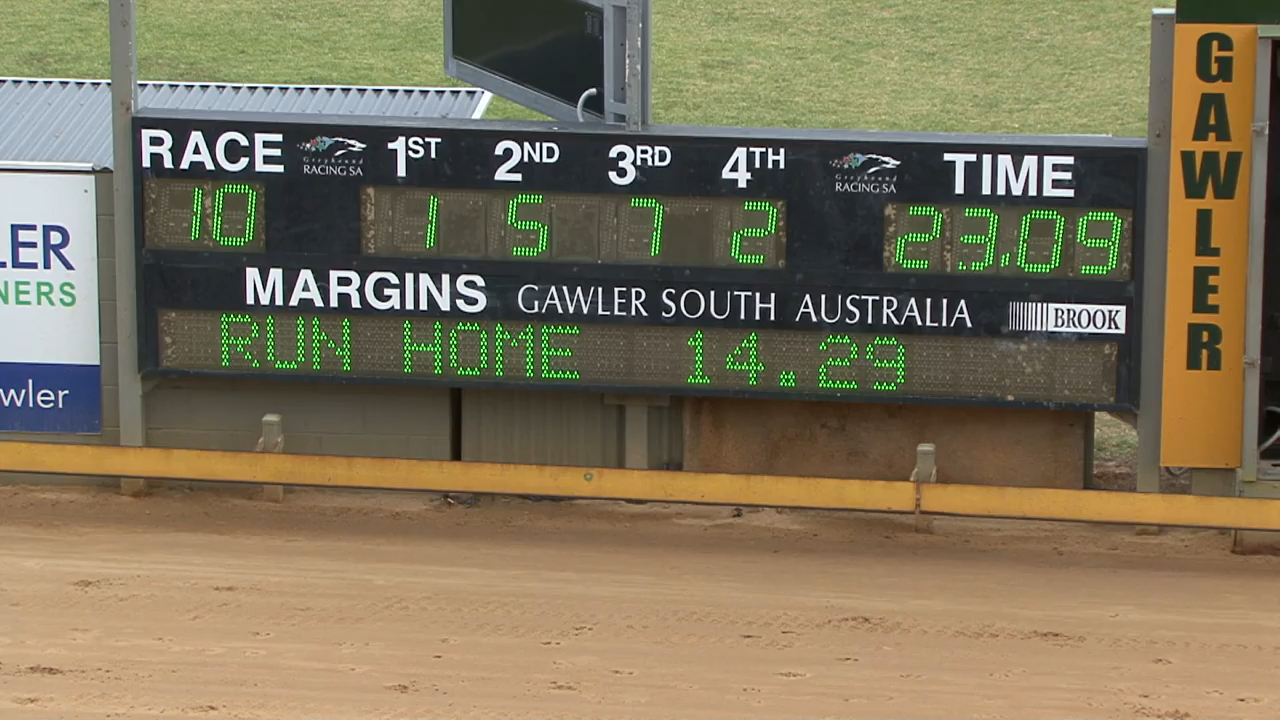 GAWLER
RACE Greyhound RACING SA 1ST 2ND 3RD 4TH Greyhound RACING SA TIME
10 1 5 7 2 23.09
MARGINS GAWLER SOUTH AUSTRALIA BROOK
RUN HOME 14.29
LER
NERS
wler